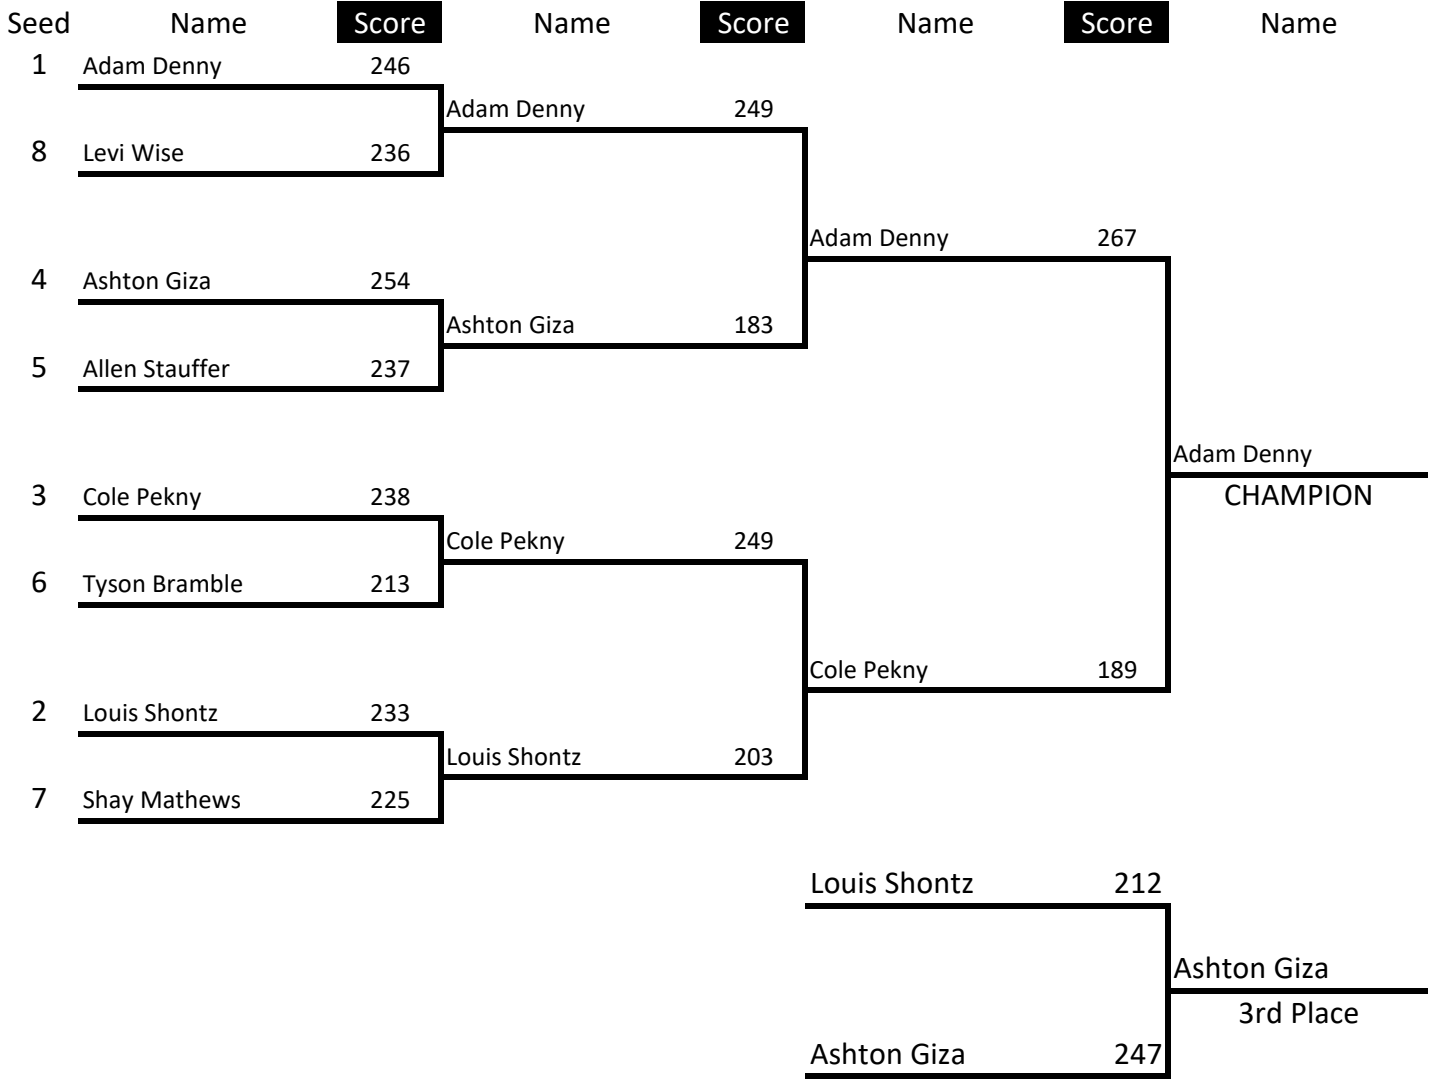 Seed Name Score Name Score Name Score Name
1 Adam Denny 246
Adam Denny 249
8 Levi Wise 236
Adam Denny 267
4 Ashton Giza 254
Ashton Giza 183
5 Allen Stauffer 237
Adam Denny
3 Cole Pekny 238 CHAMPION
Cole Pekny 249
6 Tyson Bramble 213
Cole Pekny 189
2 Louis Shontz 233
Louis Shontz 203
7 Shay Mathews 225
Louis Shontz 212
Ashton Giza
3rd Place
Ashton Giza 247